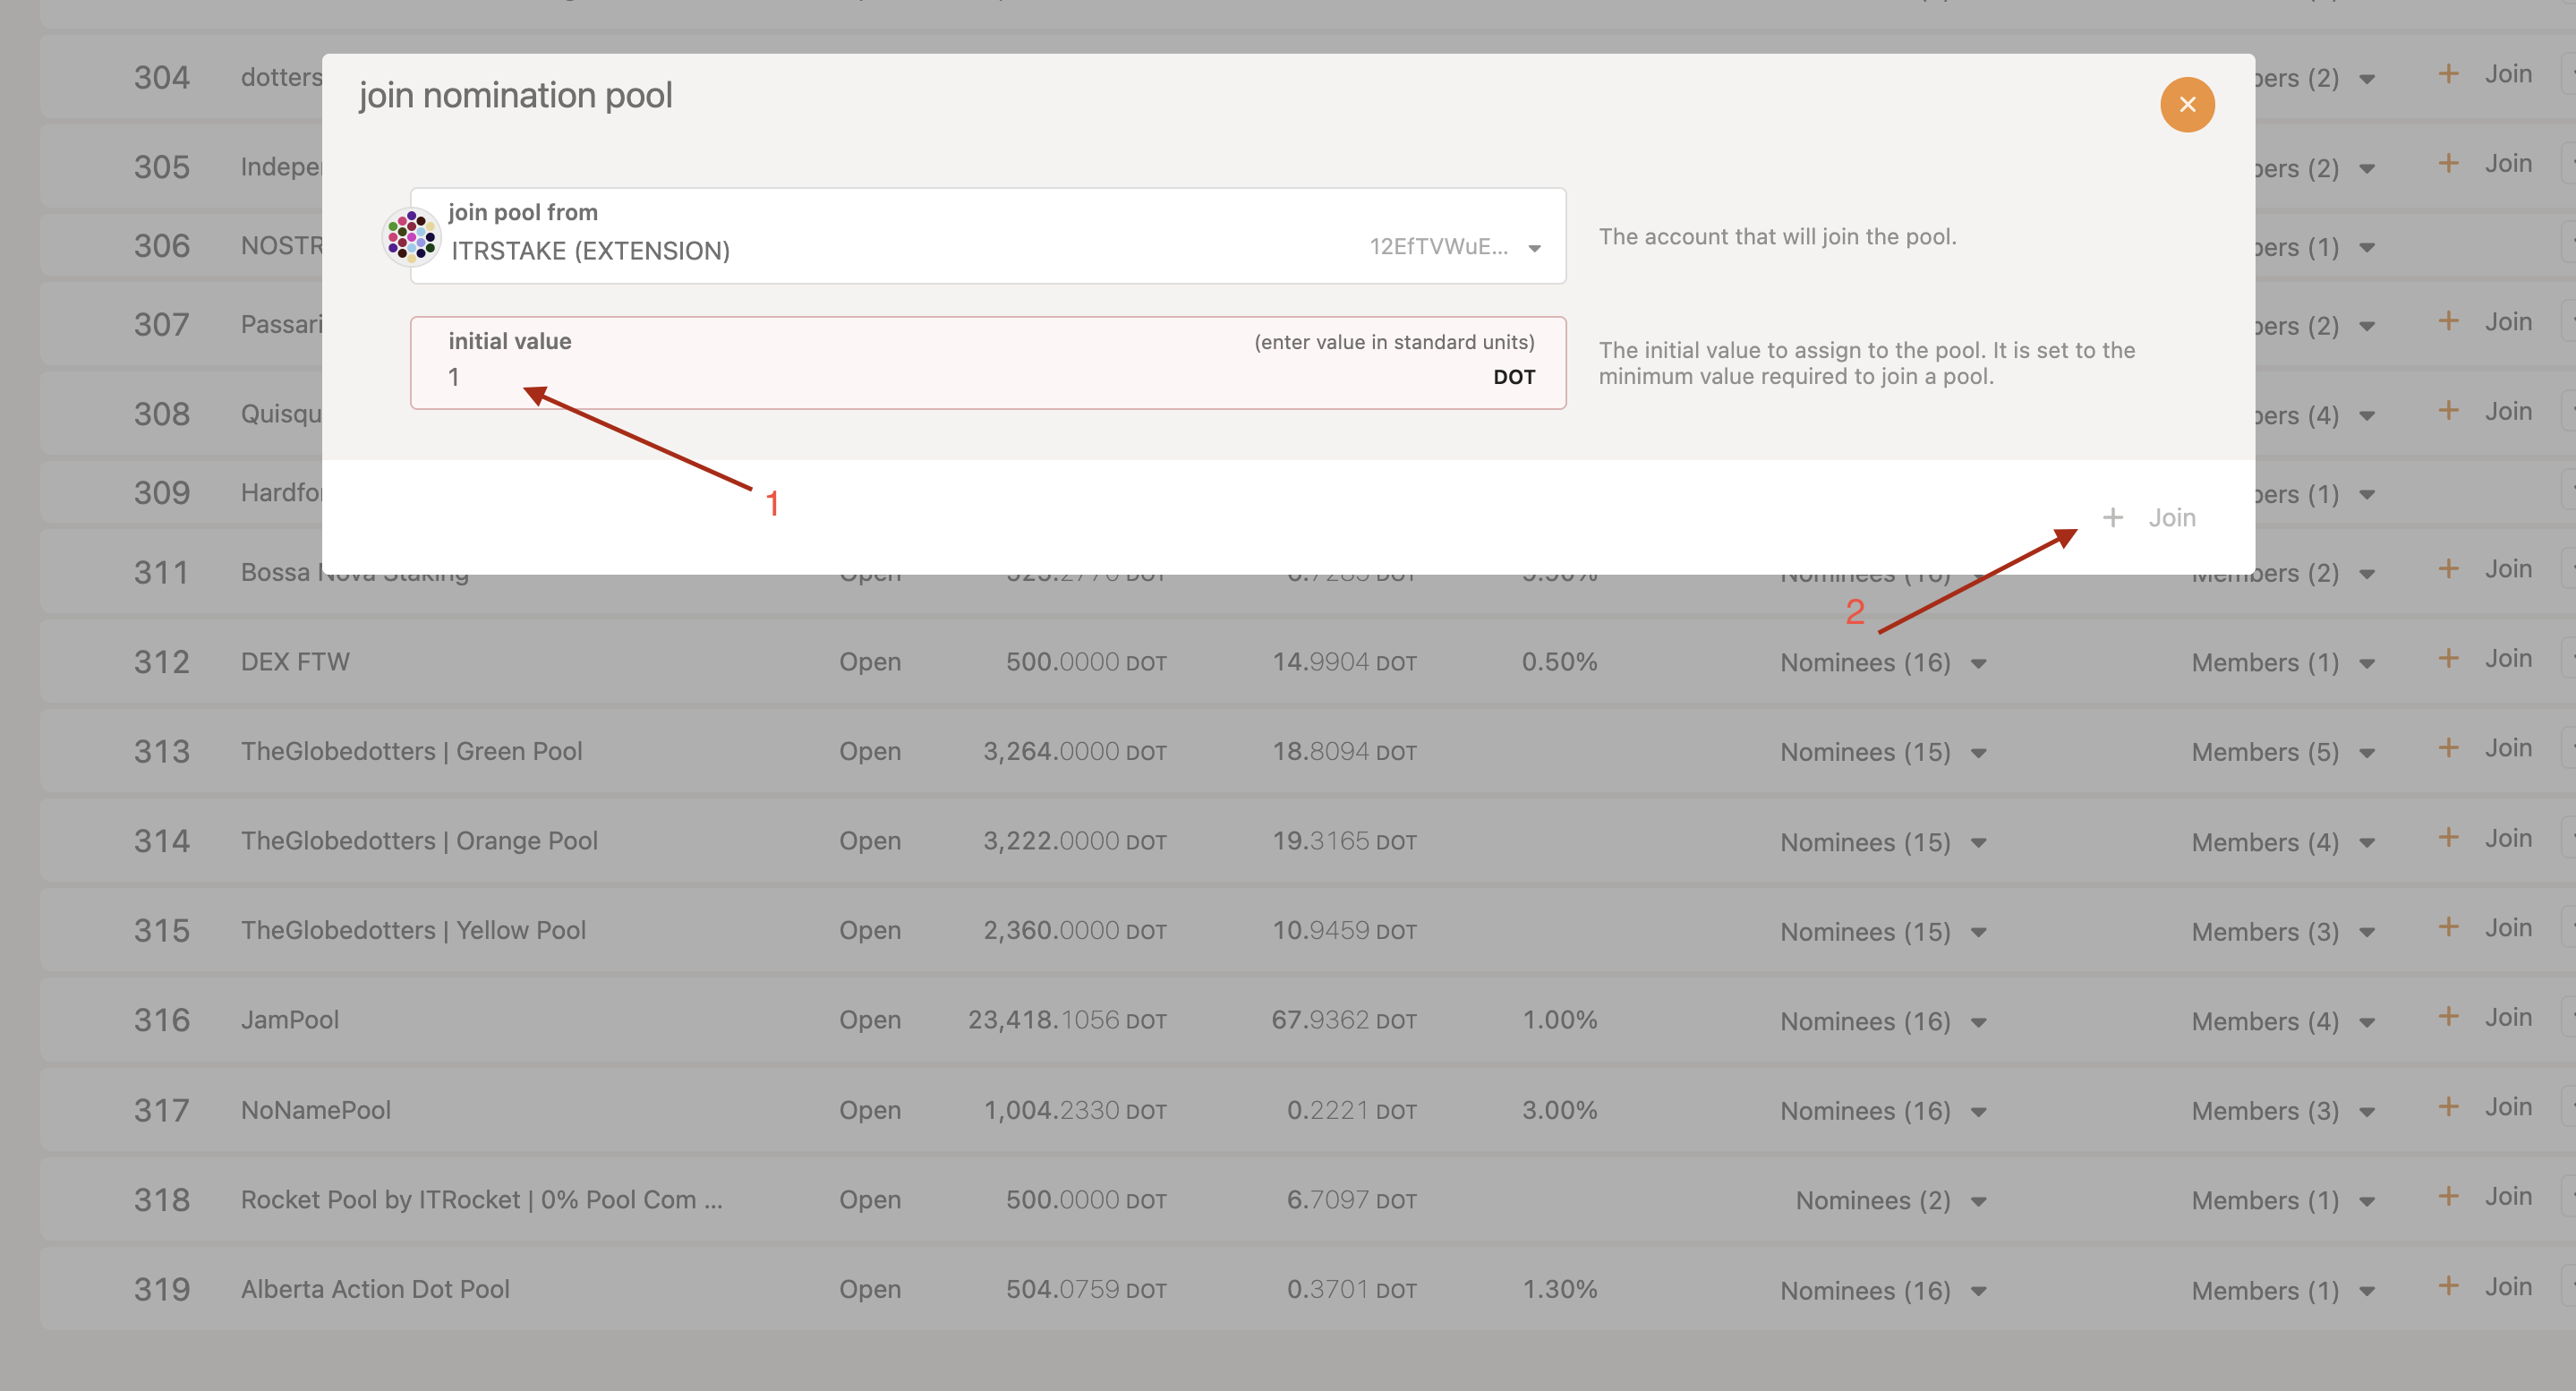 304 dotters bers (2) Join
join nomination pool
305 Indepe bers (2) Join
join pool from
ITRSTAKE (EXTENSION) 12EfTVWuE...
The account that will join the pool.
306 NOSTR bers (1)
307 Passari bers (2) Join
initial value (enter value in standard units)
1 DOT
The initial value to assign to the pool. It is set to the
minimum value required to join a pool.
308 Quisqu bers (4) Join
309 Hardfo bers (1)
1
Join
311 Bossa Nova Staking Open DOT DOT Nominees (16) Members (2) Join
2
312 DEX FTW Open 500.0000 DOT 14.9904 DOT 0.50% Nominees (16) Members (1) Join
313 TheGlobedotters | Green Pool Open 3,264.0000 DOT 18.8094 DOT Nominees (15) Members (5) Join
314 TheGlobedotters | Orange Pool Open 3,222.0000 DOT 19.3165 DOT Nominees (15) Members (4) Join
315 TheGlobedotters | Yellow Pool Open 2,360.0000 DOT 10.9459 DOT Nominees (15) Members (3) Join
316 JamPool Open 23,418.1056 DOT 67.9362 DOT 1.00% Nominees (16) Members (4) Join
317 NoNamePool Open 1,004.2330 DOT 0.2221 DOT 3.00% Nominees (16) Members (3) Join
318 Rocket Pool by ITRocket | 0% Pool Com ... Open 500.0000 DOT 6.7097 DOT Nominees (2) Members (1) Join
319 Alberta Action Dot Pool Open 504.0759 DOT 0.3701 DOT 1.30% Nominees (16) Members (1) Join